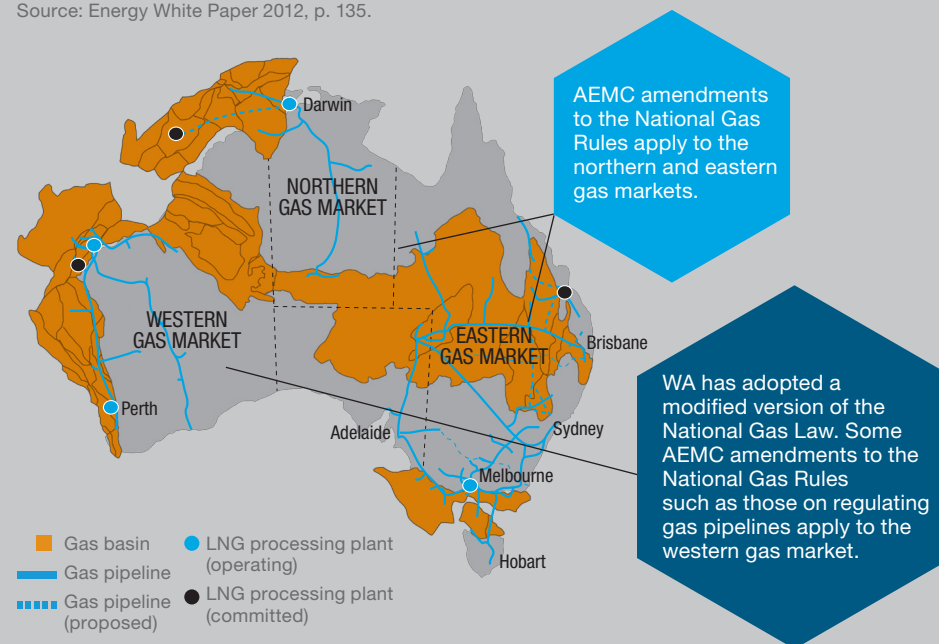 Source: Energy White Paper 2012, p. 135.
Darwin
AEMC amendments
to the National Gas
Rules apply to the
northern and eastern
gas markets.
NORTHERN
GAS MARKET
WESTERN
GAS MARKET
EASTERN
GAS MARKET
Brisbane
Perth
Adelaide
Sydney
Melbourne
Hobart
WA has adopted a
modified version of the
National Gas Law. Some
AEMC amendments to the
National Gas Rules
such as those on regulating
gas pipelines apply to the
western gas market.
Gas basin
Gas pipeline
Gas pipeline
(proposed)
LNG processing plant
(operating)
LNG processing plant
(committed)